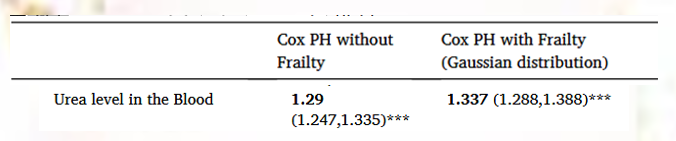 Cox PH without Cox PH with Frailty
Frailty (Gaussian distribution)
Urea level in the Blood 1.29 1.337 (1.288,1.388)***
(1.247,1.335)***